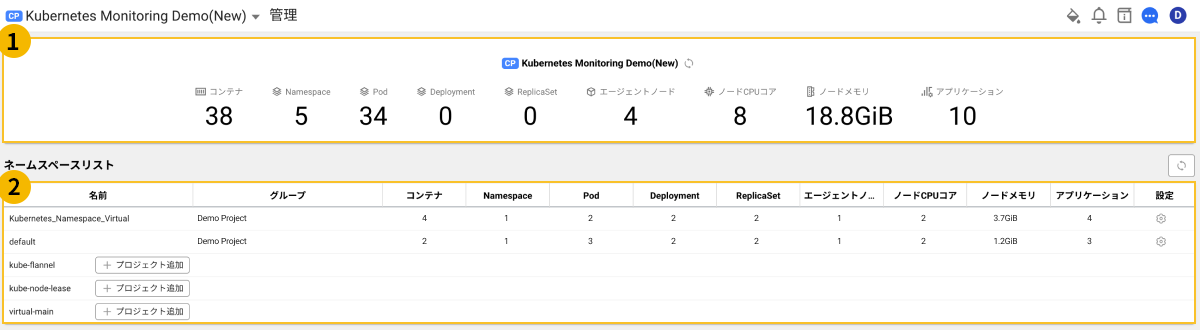 CP Kubernetes Monitoring Demo(New) 管理 D
1
CP Kubernetes Monitoring Demo(New)
コンテナ Namespace Pod Deployment ReplicaSet エージェントノード ノードCPUコア ノードメモリ アプリケーション
38 5 34 0 0 4 8 18.8GiB 10
ネームスペースリスト
2
名前 グループ コンテナ Namespace Pod Deployment ReplicaSet エージェントノ... ノードCPUコア ノードメモリ アプリケーション 設定
Kubernetes_Namespace_Virtual Demo Project 4 1 2 2 2 1 2 3.7GiB 4
default Demo Project 2 1 3 2 2 1 2 1.2GiB 3
kube-flannel + プロジェクト追加
kube-node-lease + プロジェクト追加
virtual-main + プロジェクト追加